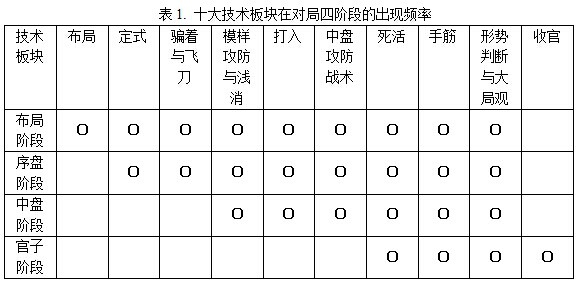 表1. 十大技术板块在对局四阶段的出现频率
技术板块 布局 定式 骗着与飞刀 模样攻防与浅消 打入 中盘攻防战术 死活 手筋 形势判断与大局观 收官
布局阶段 O O O O O O O O O
序盘阶段 O O O O O O O O
中盘阶段 O O O O O O
官子阶段 O O O O